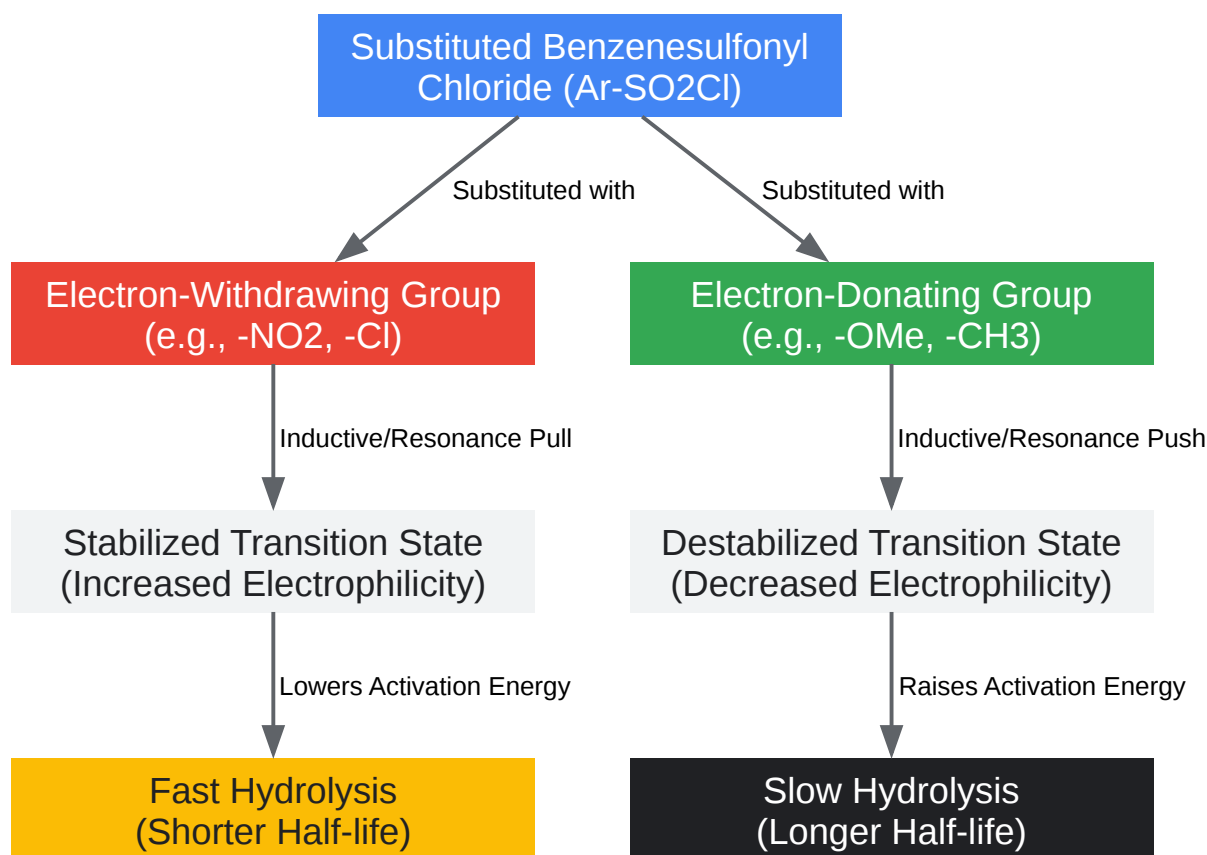 Substituted Benzenesulfonyl
Chloride (Ar-SO2Cl)
Substituted with
Substituted with
Electron-Withdrawing Group
(e.g., -NO2, -Cl)
Electron-Donating Group
(e.g., -OMe, -CH3)
Inductive/Resonance Pull
Inductive/Resonance Push
Stabilized Transition State
(Increased Electrophilicity)
Destabilized Transition State
(Decreased Electrophilicity)
Lowers Activation Energy
Raises Activation Energy
Fast Hydrolysis
(Shorter Half-life)
Slow Hydrolysis
(Longer Half-life)